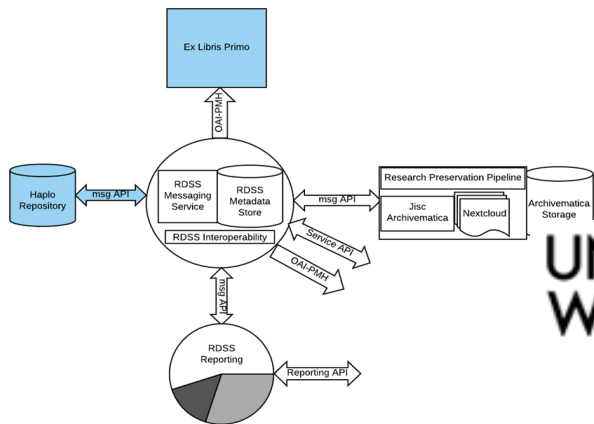 Ex Libris Primo
OAI-PMH
Haplo
Repository
msg API
RDSS
Messaging
Service
RDSS
Metadata
Store
RDSS Interoperability
msg API
Research Preservation Pipeline
Jisc
Archivematica
Nextcloud
Archivematica
Storage
Service API
OAI-PMH
msg API
RDSS
Reporting
Reporting API